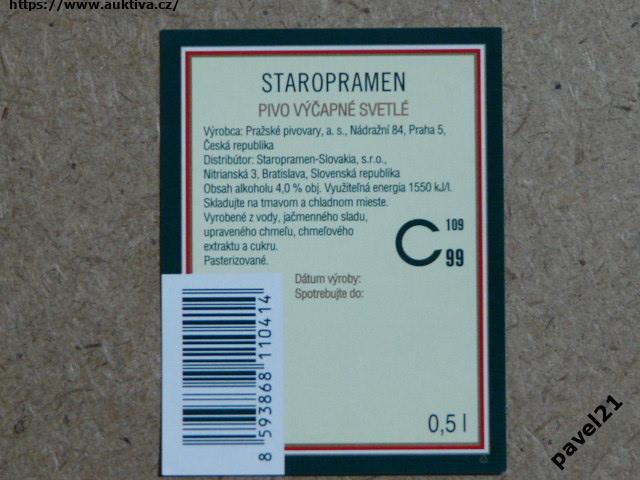 https://www.auktiva.cz/
STAROPRAMEN
PIVO VÝČAPNÉ SVETLÉ
Výrobca: Pražské pivovary, a. s., Nádražní 84, Praha 5,
Česká republika
Distribútor: Staropramen-Slovakia, s.r.o.,
Nitrianská 3, Bratislava, Slovenská republika
Obsah alkoholu 4,0 % obj. Využiteľná energia 1550 kJ/l.
Skladujte na tmavom a chladnom mieste.
Vyrobené z vody, jačmenného sladu,
upraveného chmeľu, chmeľového
extraktu a cukru.
Pasterizované.
C 109
99
Dátum výroby:
Spotrebujte do:
8 593868 110414
0,5 l
pavel21